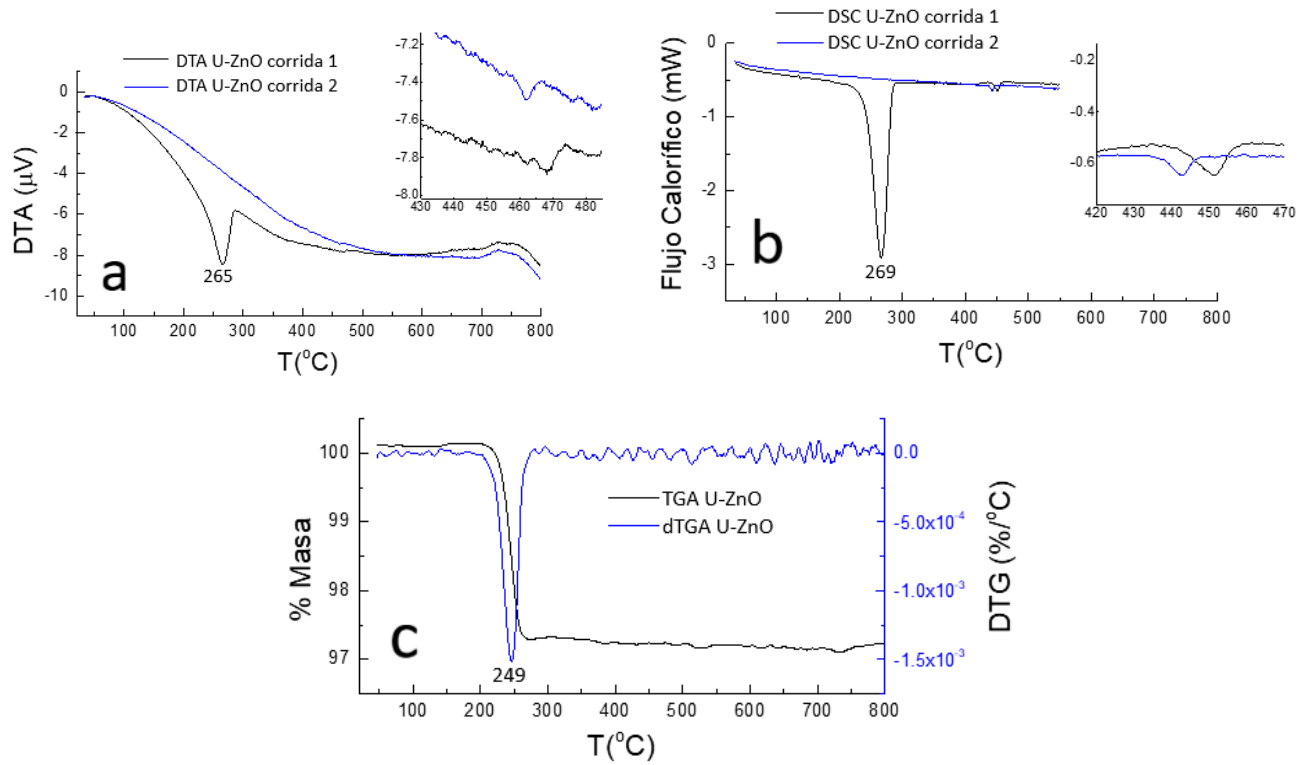 DTA U-ZnO corrida 1
DTA U-ZnO corrida 2
DTA (μV)
0
-2
-4
-6
-8
-10
100 200 300 400 500 600 700 800
T(°C)
265
a
-7.2
-7.4
-7.6
-7.8
-8.0
430 440 450 460 470 480
DSC U-ZnO corrida 1
DSC U-ZnO corrida 2
Flujo Calorífico (mW)
0
-1
-2
-3
100 200 300 400 500 600 700 800
T(°C)
269
b
-0.2
-0.4
-0.6
420 430 440 450 460 470
% Masa
100
99
98
97
100 200 300 400 500 600 700 800
T(°C)
249
c
TGA U-ZnO
dTGA U-ZnO
0.0
-5.0x10⁻⁴
-1.0x10⁻³
-1.5x10⁻³
DTG (%/°C)